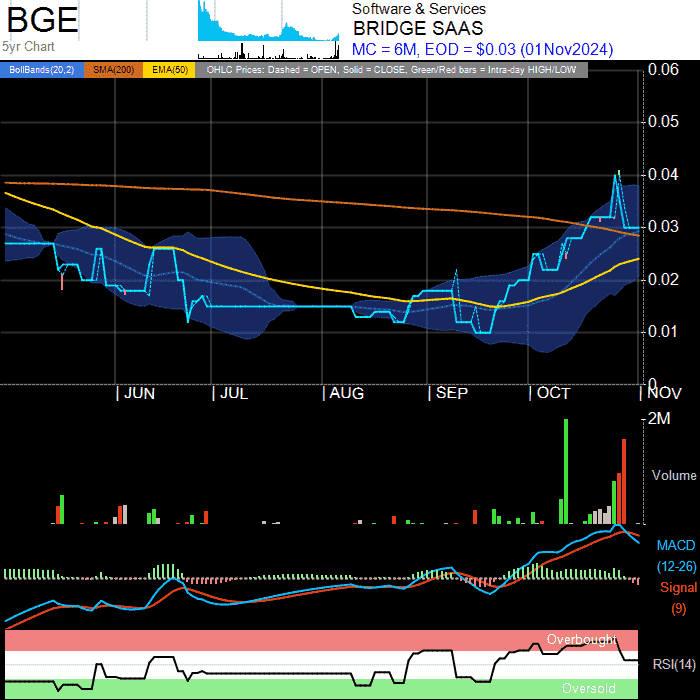 BGE
5yr Chart
Software & Services
BRIDGE SAAS
MC = 6M, EOD = $0.03 (01Nov2024)
BollBands(20,2) SMA(200) EMA(50) OHLC Prices: Dashed = OPEN, Solid = CLOSE, Green/Red bars = Intra-day HIGH/LOW
0.06
0.05
0.04
0.03
0.02
0.01
0
JUN JUL AUG SEP OCT NOV
2M
Volume
MACD
(12-26)
Signal
(9)
Overbought
RSI(14)
Oversold